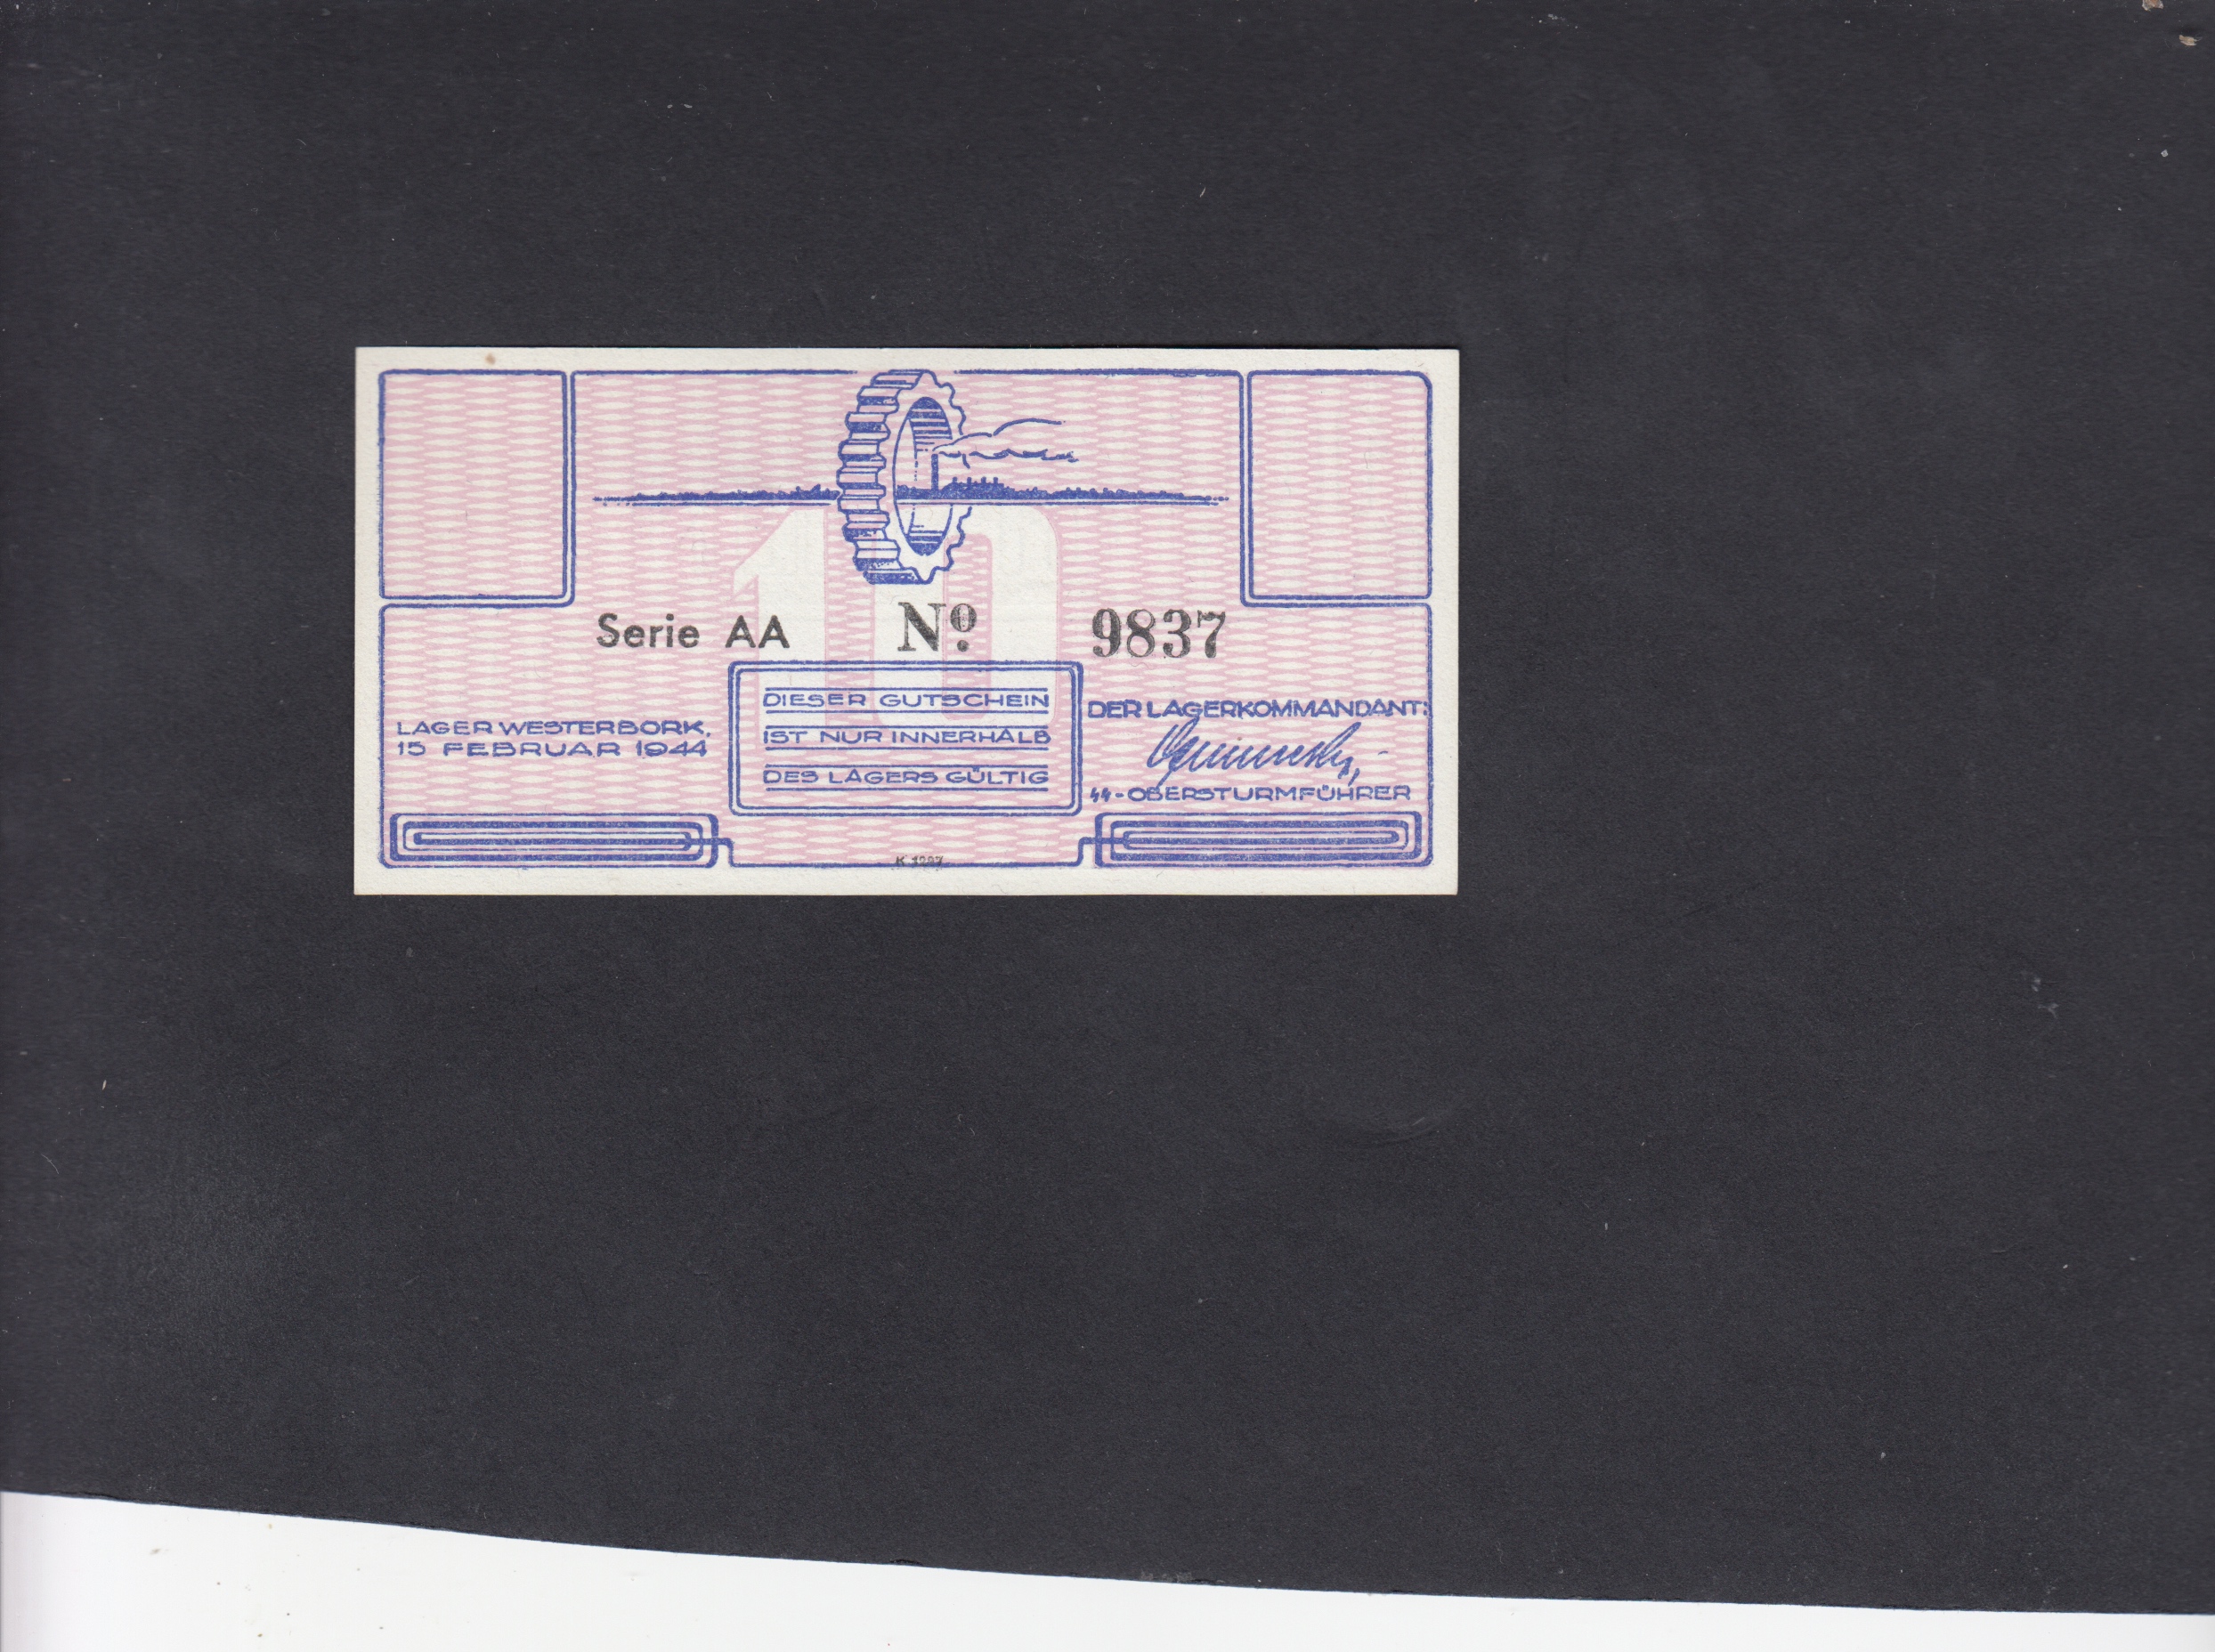 10
Serie AA Nº 9837
DIESER GUTSCHEIN
IST NUR INNERHALB
DES LAGERS GÜLTIG
LAGER WESTERBORK,
15 FEBRUAR 1944
DER LAGERKOMMANDANT:
SS-OBERSTURMFÜHRER